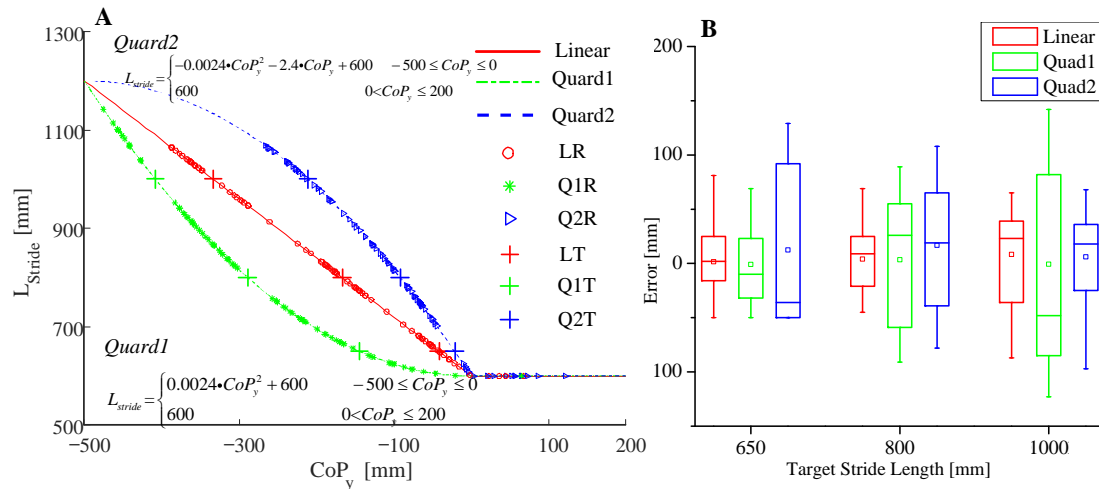 A
1300
1100
900
700
500
L_Stride [mm]
−500
−300
−100
100
200
CoP_y [mm]
Quard2
L_stride = { −0.0024•CoP_y^2 − 2.4•CoP_y + 600   −500 ≤ CoP_y ≤ 0
600   0<CoP_y ≤ 200
Quard1
L_stride = { 0.0024•CoP_y^2 + 600   −500 ≤ CoP_y ≤ 0
600   0<CoP_y ≤ 200
Linear
Quard1
Quard2
LR
Q1R
Q2R
LT
Q1T
Q2T
B
Linear
Quad1
Quad2
200
100
0
100
Error [mm]
650
800
1000
Target Stride Length [mm]